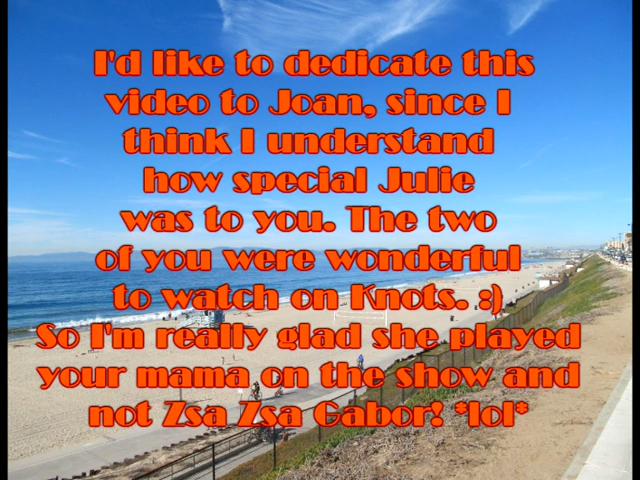 I'd like to dedicate this
video to Joan, since I
think I understand
how special Julie
was to you. The two
of you were wonderful
to watch on Knots. :)
So I'm really glad she played
your mama on the show and
not Zsa Zsa Gabor! *lol*